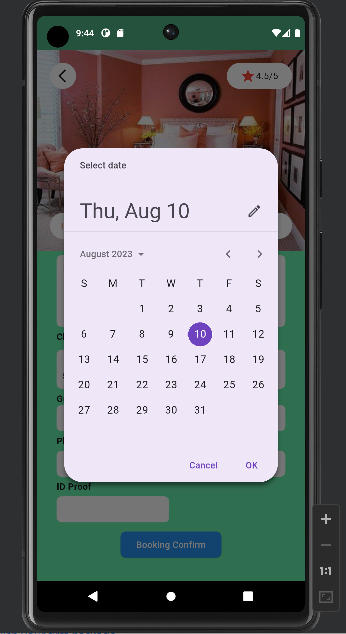 9:44
4.5/5
Select date
Thu, Aug 10
August 2023
S M T W T F S
1 2 3 4 5
6 7 8 9 10 11 12
13 14 15 16 17 18 19
20 21 22 23 24 25 26
27 28 29 30 31
Cancel OK
ID Proof
Booking Confirm
1:1